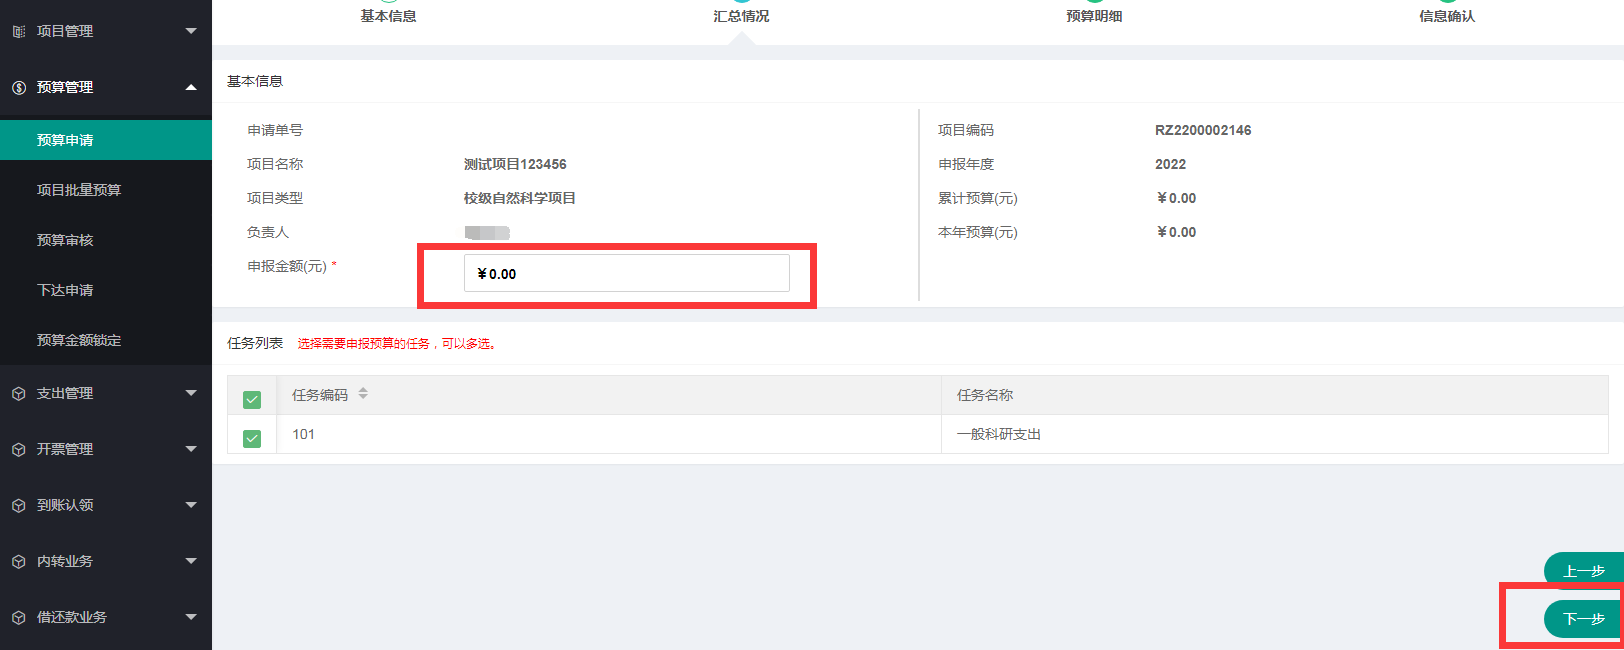 项目管理
预算管理
预算申请
项目批量预算
预算审核
下达申请
预算金额锁定
支出管理
开票管理
到账认领
内转业务
借还款业务
基本信息
汇总情况
预算明细
信息确认
基本信息
申请单号
项目名称 测试项目123456
项目类型 校级自然科学项目
负责人
申报金额(元) * ￥0.00
项目编码 RZ2200002146
申报年度 2022
累计预算(元) ￥0.00
本年预算(元) ￥0.00
任务列表 选择需要申报预算的任务，可以多选。
任务编码 任务名称
101 一般科研支出
上一步
下一步